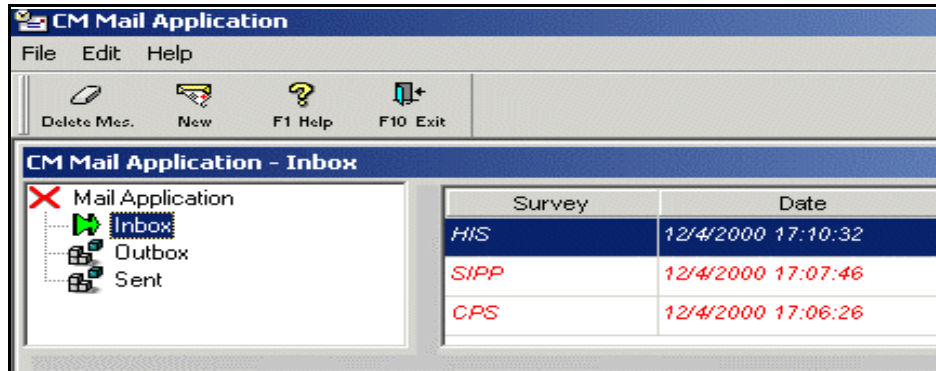 CM Mail Application
File Edit Help
Delete Mes. New F1 Help F10 Exit
CM Mail Application - Inbox
Mail Application
Inbox
Outbox
Sent
Survey Date
HIS 12/4/2000 17:10:32
SIPP 12/4/2000 17:07:46
CPS 12/4/2000 17:06:26